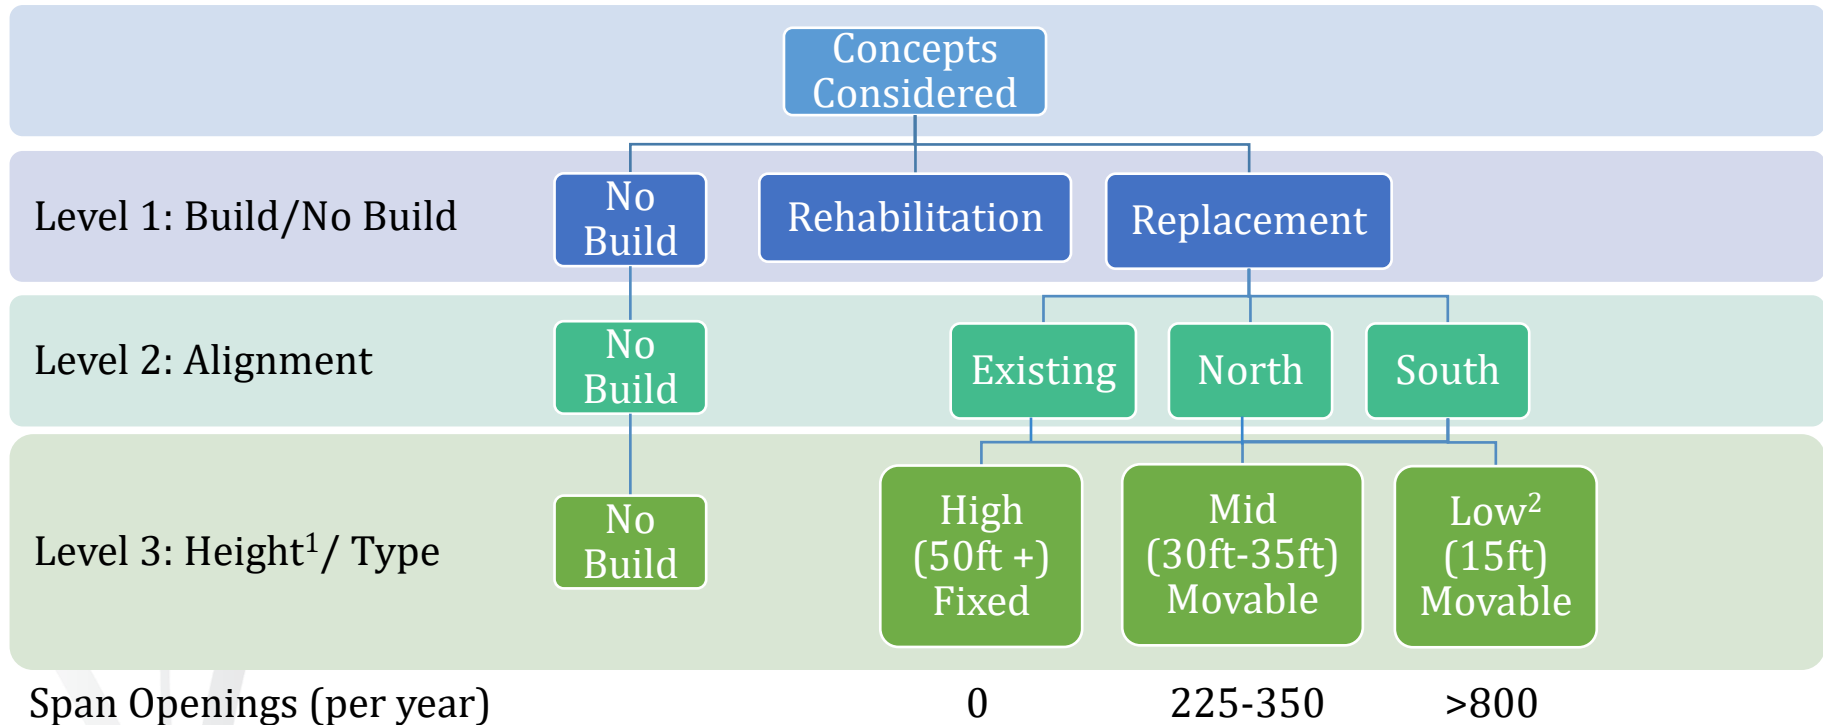 Concepts
Considered
Level 1: Build/No Build
No
Build
Rehabilitation
Replacement
Level 2: Alignment
No
Build
Existing
North
South
Level 3: Height¹/ Type
No
Build
High
(50ft +)
Fixed
Mid
(30ft-35ft)
Movable
Low²
(15ft)
Movable
Span Openings (per year)
0
225-350
>800